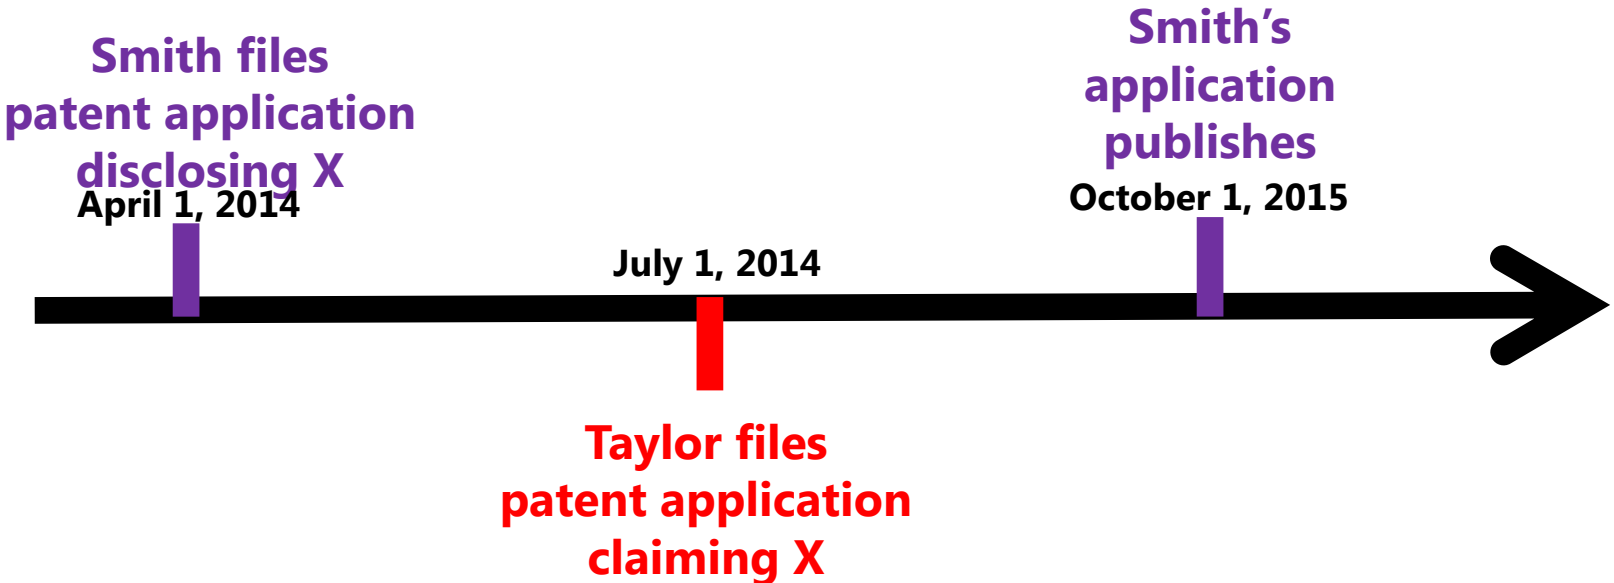 Smith files
patent application
disclosing X
April 1, 2014
July 1, 2014
Taylor files
patent application
claiming X
Smith’s
application
publishes
October 1, 2015